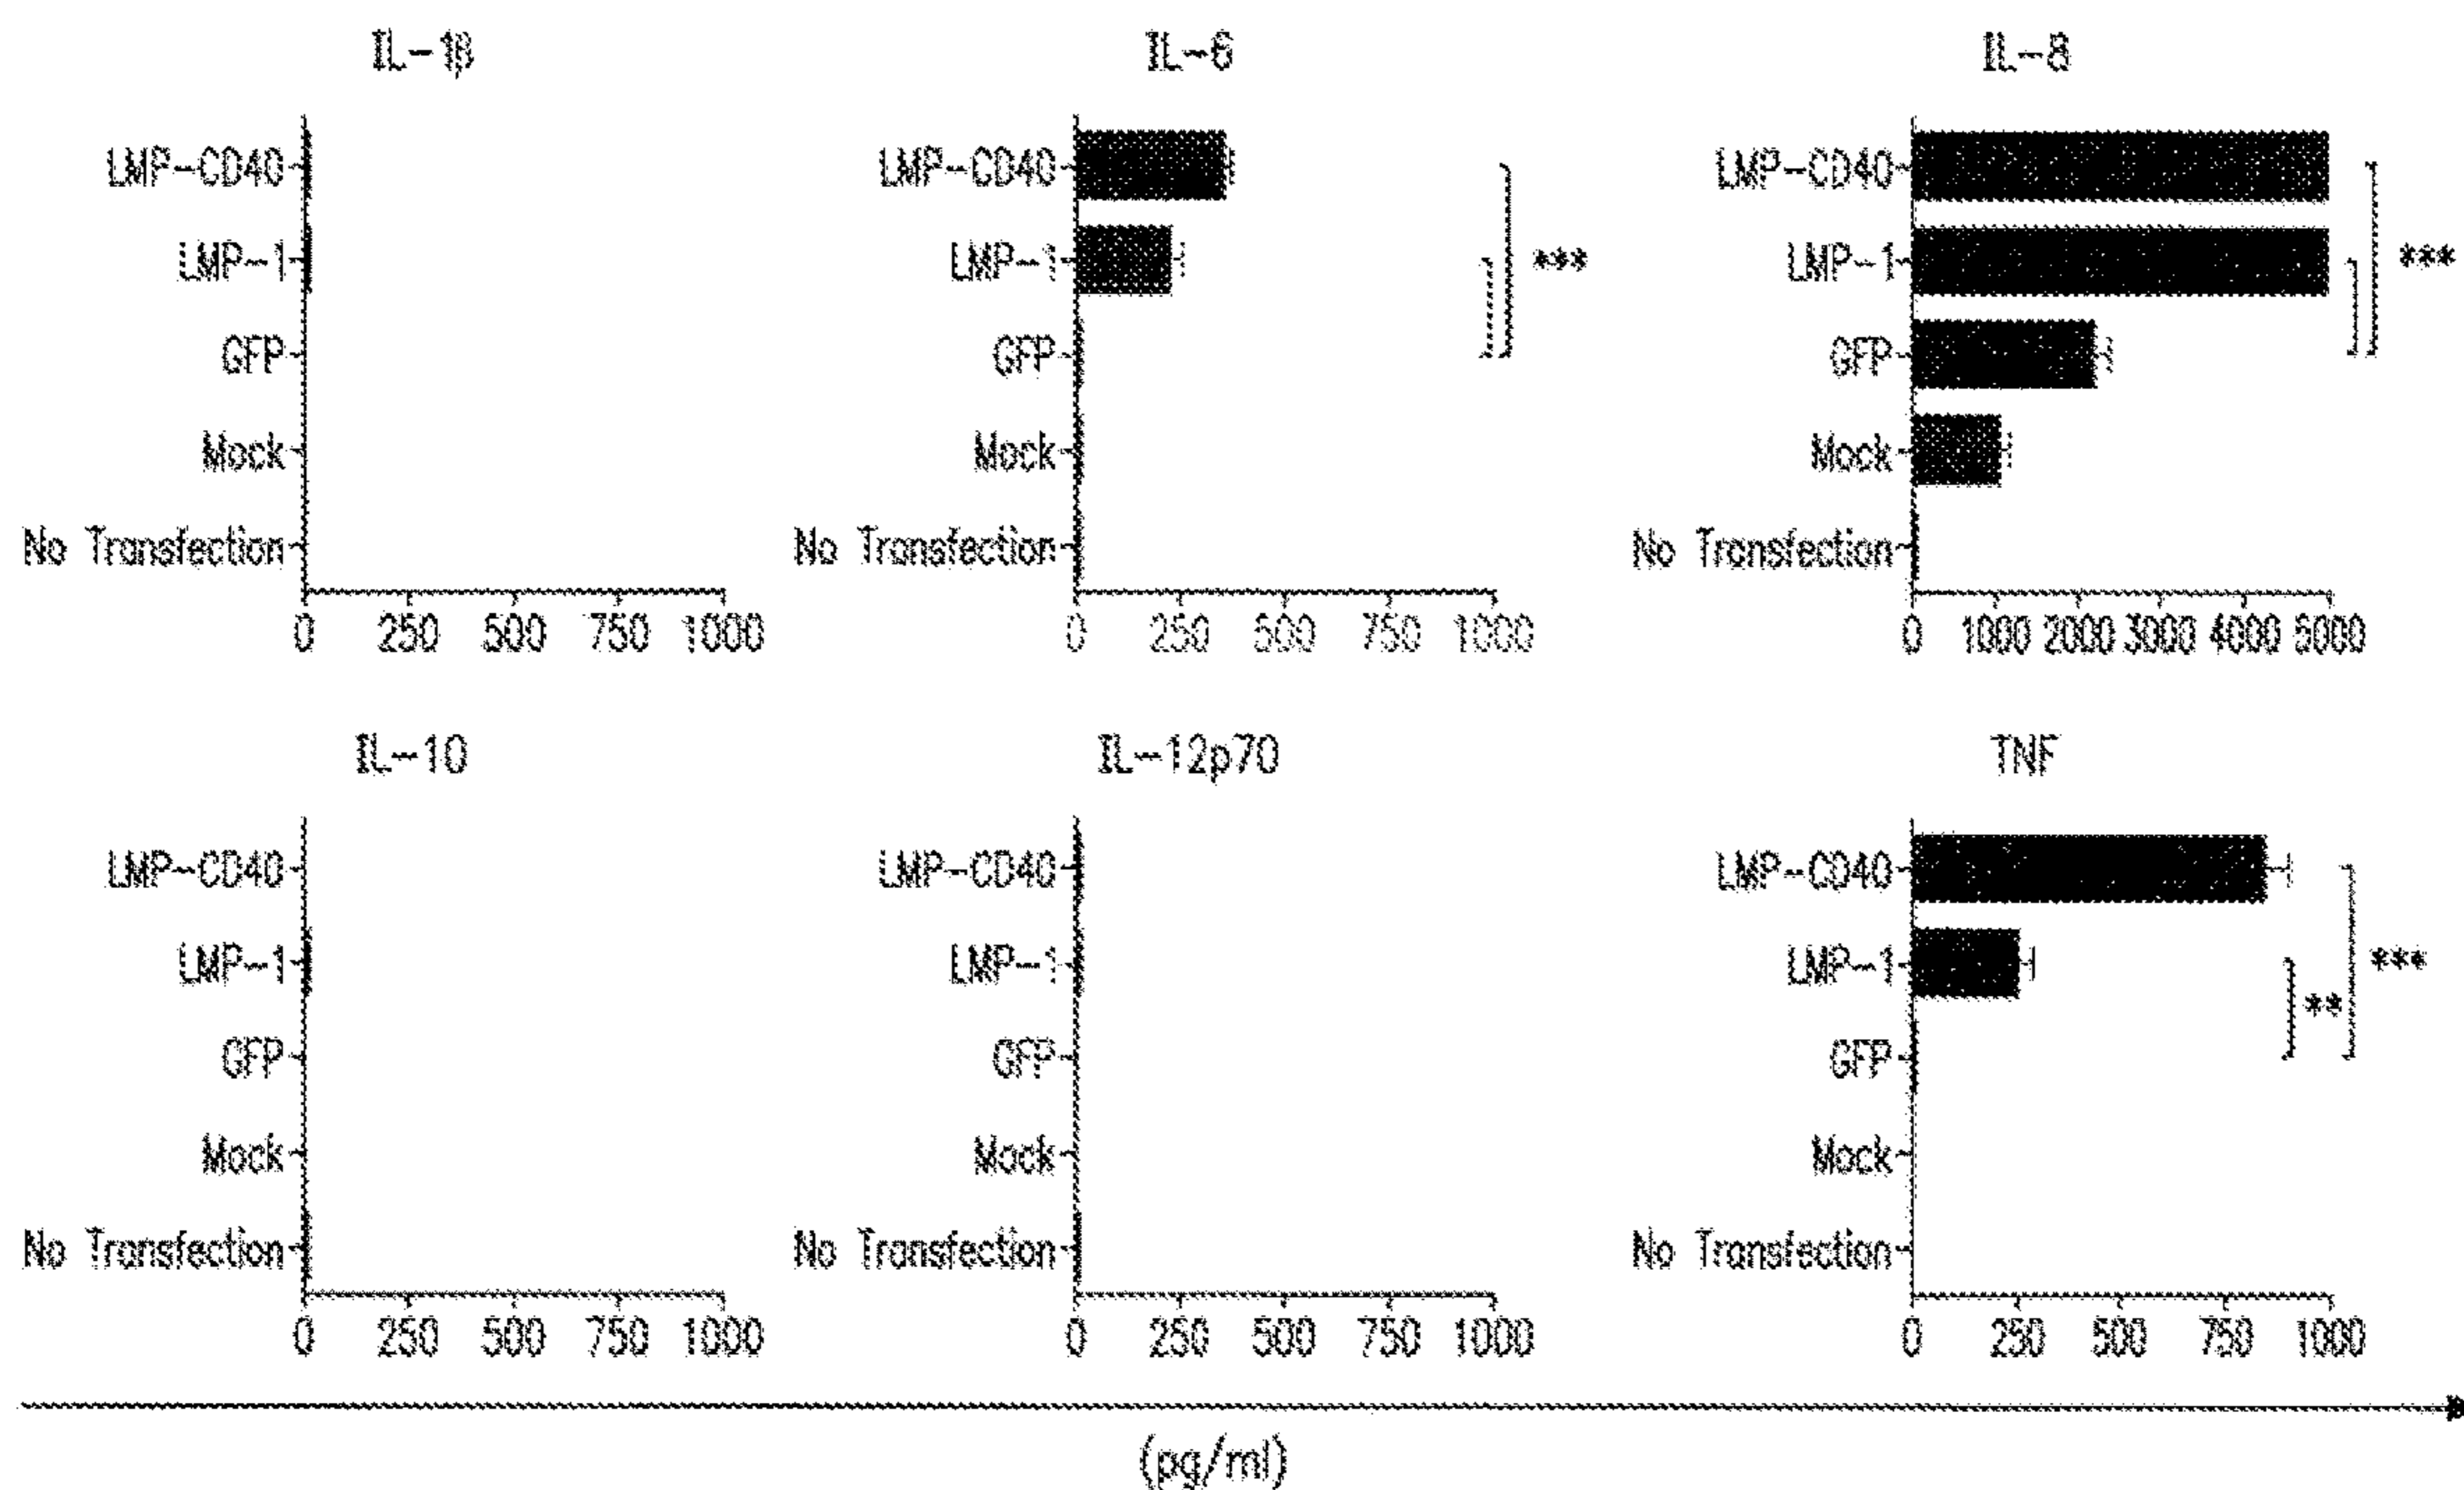 IL-1β
LMP-CD40
LMP-1
GFP
Mock
No Transfection
0 250 500 750 1000
IL-6
LMP-CD40
LMP-1
GFP
Mock
No Transfection
0 250 500 750 1000
***
IL-8
LMP-CD40
LMP-1
GFP
Mock
No Transfection
0 1000 2000 3000 4000 5000
***
IL-10
LMP-CD40
LMP-1
GFP
Mock
No Transfection
0 250 500 750 1000
IL-12p70
LMP-CD40
LMP-1
GFP
Mock
No Transfection
0 250 500 750 1000
TNF
LMP-CD40
LMP-1
GFP
Mock
No Transfection
0 250 500 750 1000
***
**
(pg/ml)